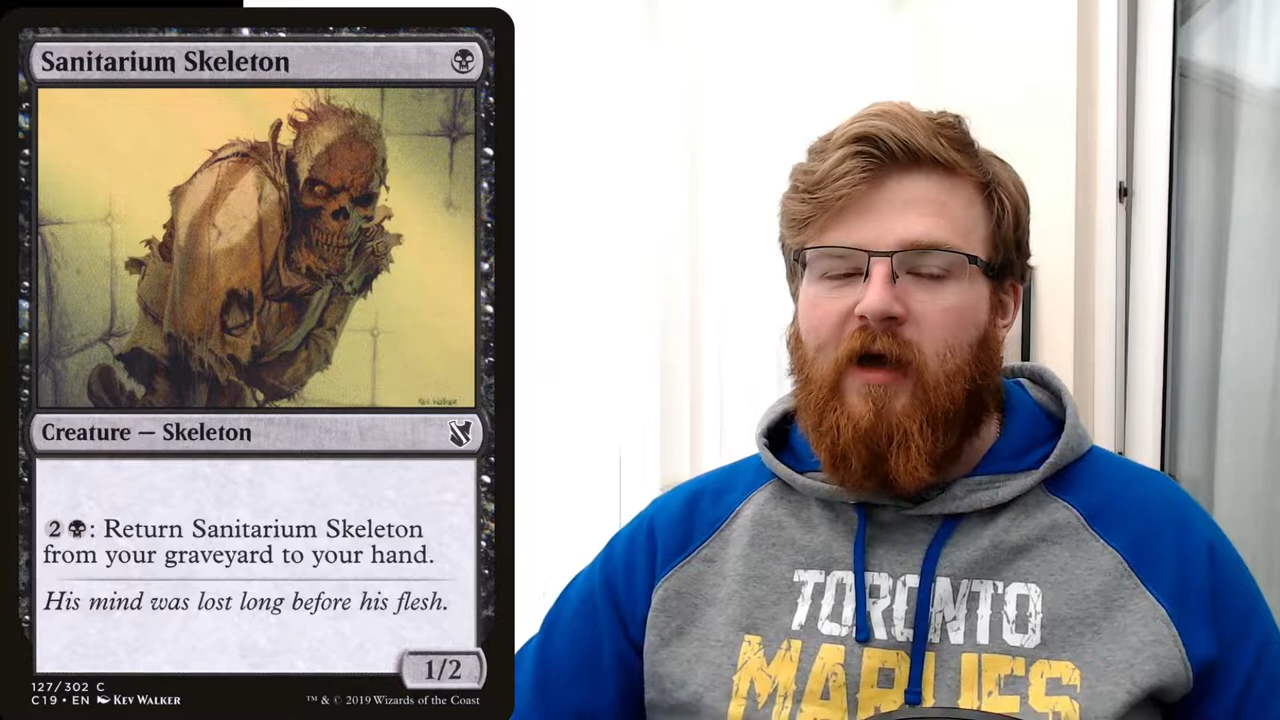 Sanitarium Skeleton
Kev. Walker
Creature — Skeleton
2 : Return Sanitarium Skeleton
from your graveyard to your hand.
His mind was lost long before his flesh.
1/2
127/302 C
C19 • EN Kev Walker
™ & © 2019 Wizards of the Coast
TORONTO
MARLIES